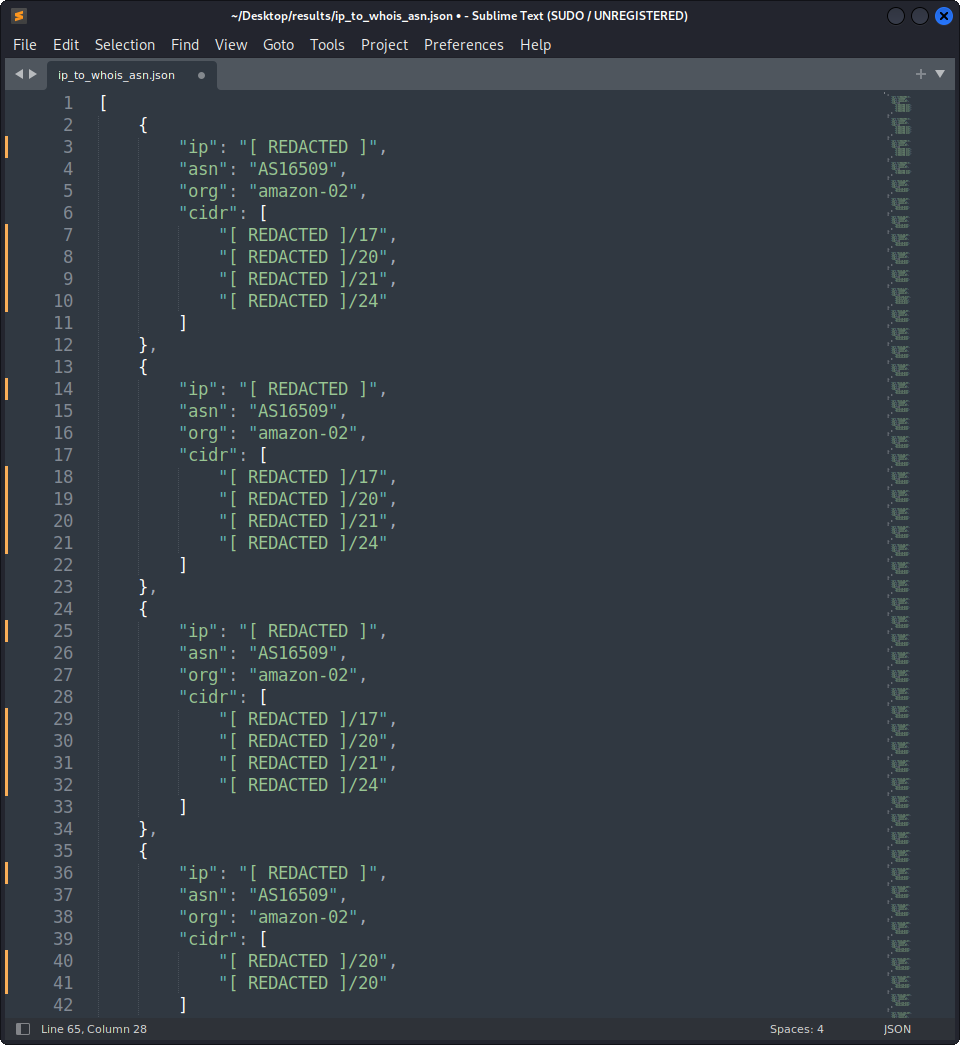 ~/Desktop/results/ip_to_whois_asn.json • - Sublime Text (SUDO / UNREGISTERED)
File Edit Selection Find View Goto Tools Project Preferences Help
ip_to_whois_asn.json
1 [
2 {
3 "ip": "[ REDACTED ]",
4 "asn": "AS16509",
5 "org": "amazon-02",
6 "cidr": [
7 "[ REDACTED ]/17",
8 "[ REDACTED ]/20",
9 "[ REDACTED ]/21",
10 "[ REDACTED ]/24"
11 ]
12 },
13 {
14 "ip": "[ REDACTED ]",
15 "asn": "AS16509",
16 "org": "amazon-02",
17 "cidr": [
18 "[ REDACTED ]/17",
19 "[ REDACTED ]/20",
20 "[ REDACTED ]/21",
21 "[ REDACTED ]/24"
22 ]
23 },
24 {
25 "ip": "[ REDACTED ]",
26 "asn": "AS16509",
27 "org": "amazon-02",
28 "cidr": [
29 "[ REDACTED ]/17",
30 "[ REDACTED ]/20",
31 "[ REDACTED ]/21",
32 "[ REDACTED ]/24"
33 ]
34 },
35 {
36 "ip": "[ REDACTED ]",
37 "asn": "AS16509",
38 "org": "amazon-02",
39 "cidr": [
40 "[ REDACTED ]/20",
41 "[ REDACTED ]/20"
42 ]
Line 65, Column 28 Spaces: 4 JSON